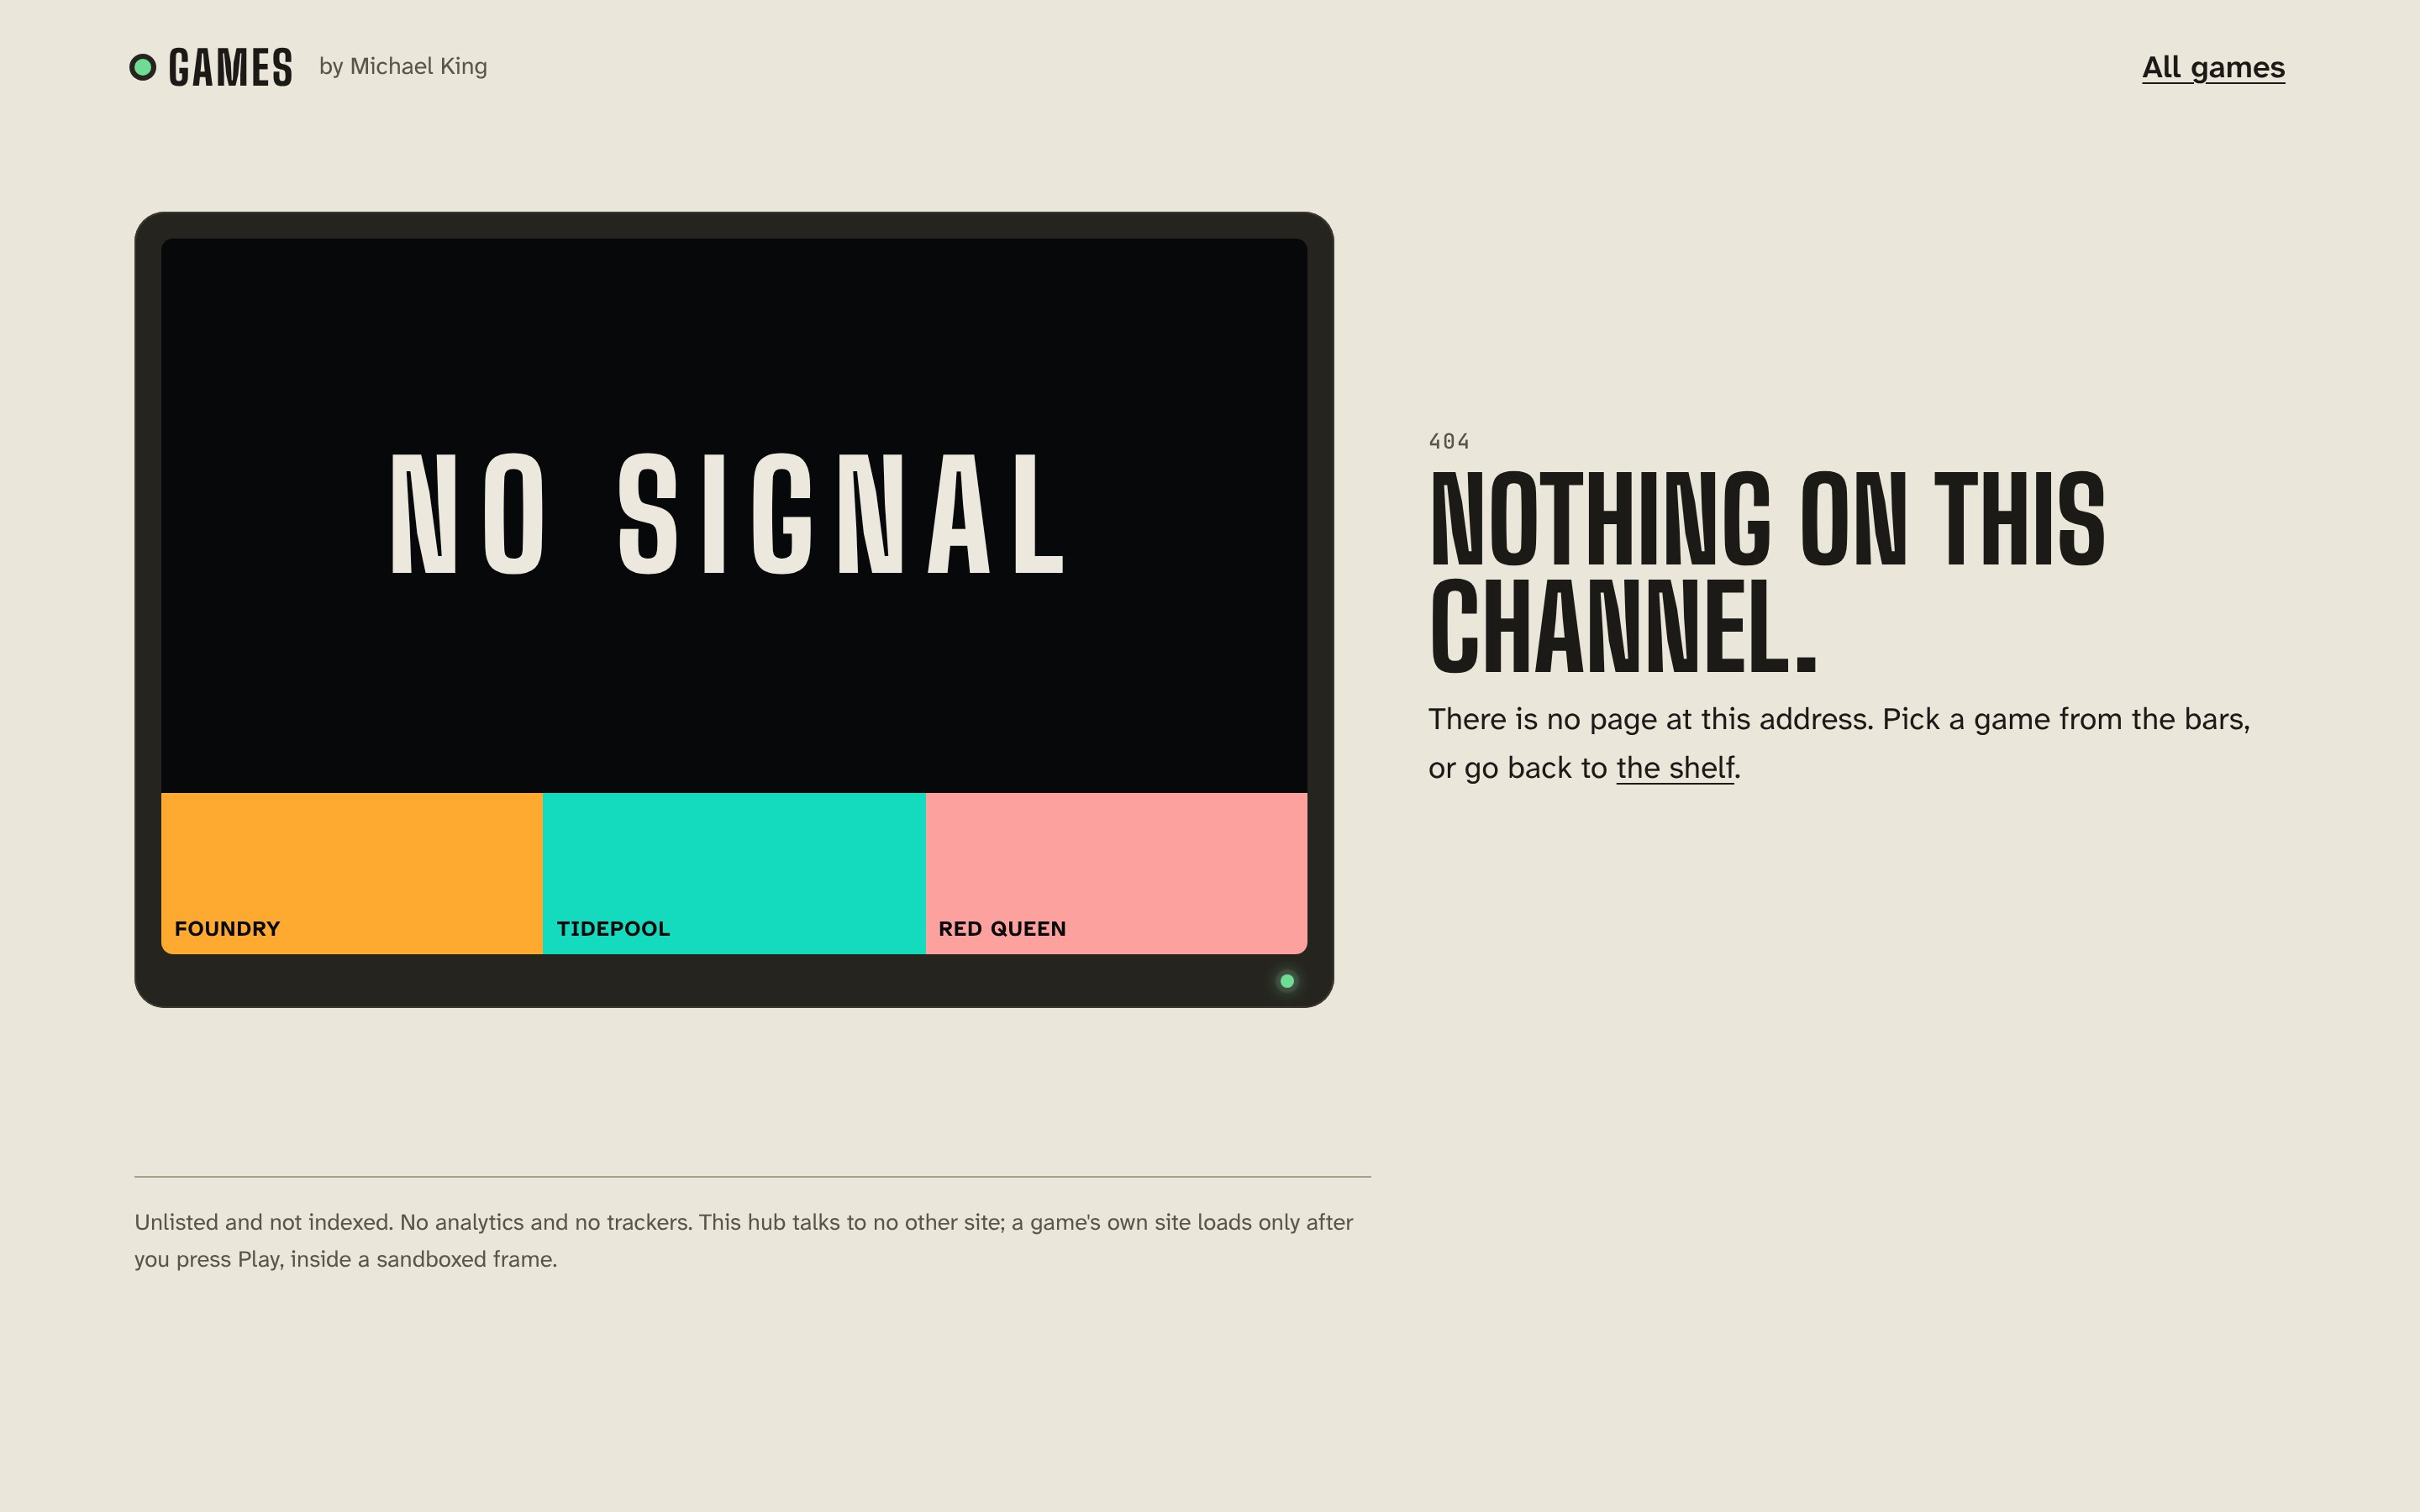 GAMES by Michael King
All games
NO SIGNAL
FOUNDRY
TIDEPOOL
RED QUEEN
404
NOTHING ON THIS
CHANNEL.
There is no page at this address. Pick a game from the bars,
or go back to the shelf.
Unlisted and not indexed. No analytics and no trackers. This hub talks to no other site; a game's own site loads only after
you press Play, inside a sandboxed frame.